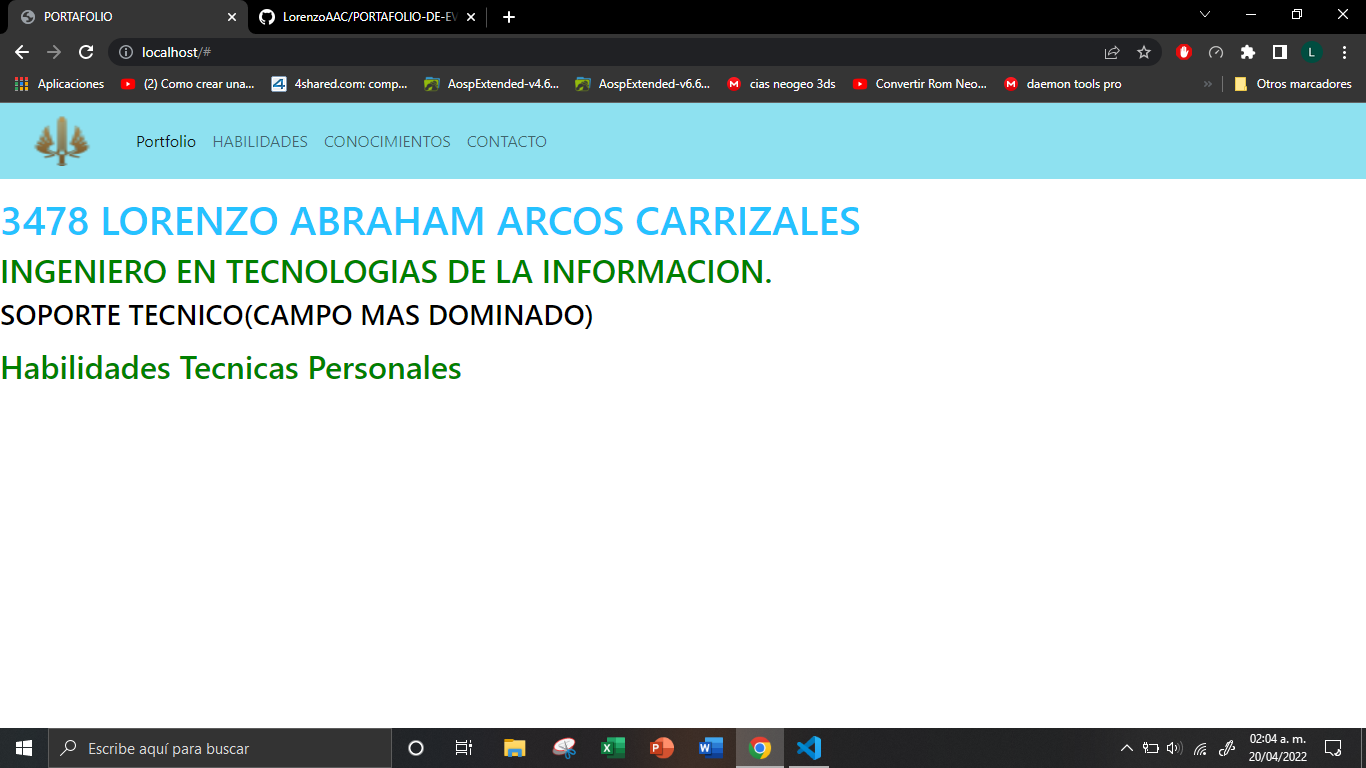 PORTAFOLIO
LorenzoAAC/PORTAFOLIO-DE-EV
localhost/#
L
Aplicaciones
(2) Como crear una...
4shared.com: comp...
AospExtended-v4.6...
AospExtended-v6.6...
cias neogeo 3ds
Convertir Rom Neo...
daemon tools pro
»
Otros marcadores
Portfolio HABILIDADES CONOCIMIENTOS CONTACTO
3478 LORENZO ABRAHAM ARCOS CARRIZALES
INGENIERO EN TECNOLOGIAS DE LA INFORMACION.
SOPORTE TECNICO(CAMPO MAS DOMINADO)
Habilidades Tecnicas Personales
Escribe aquí para buscar
02:04 a. m.
20/04/2022